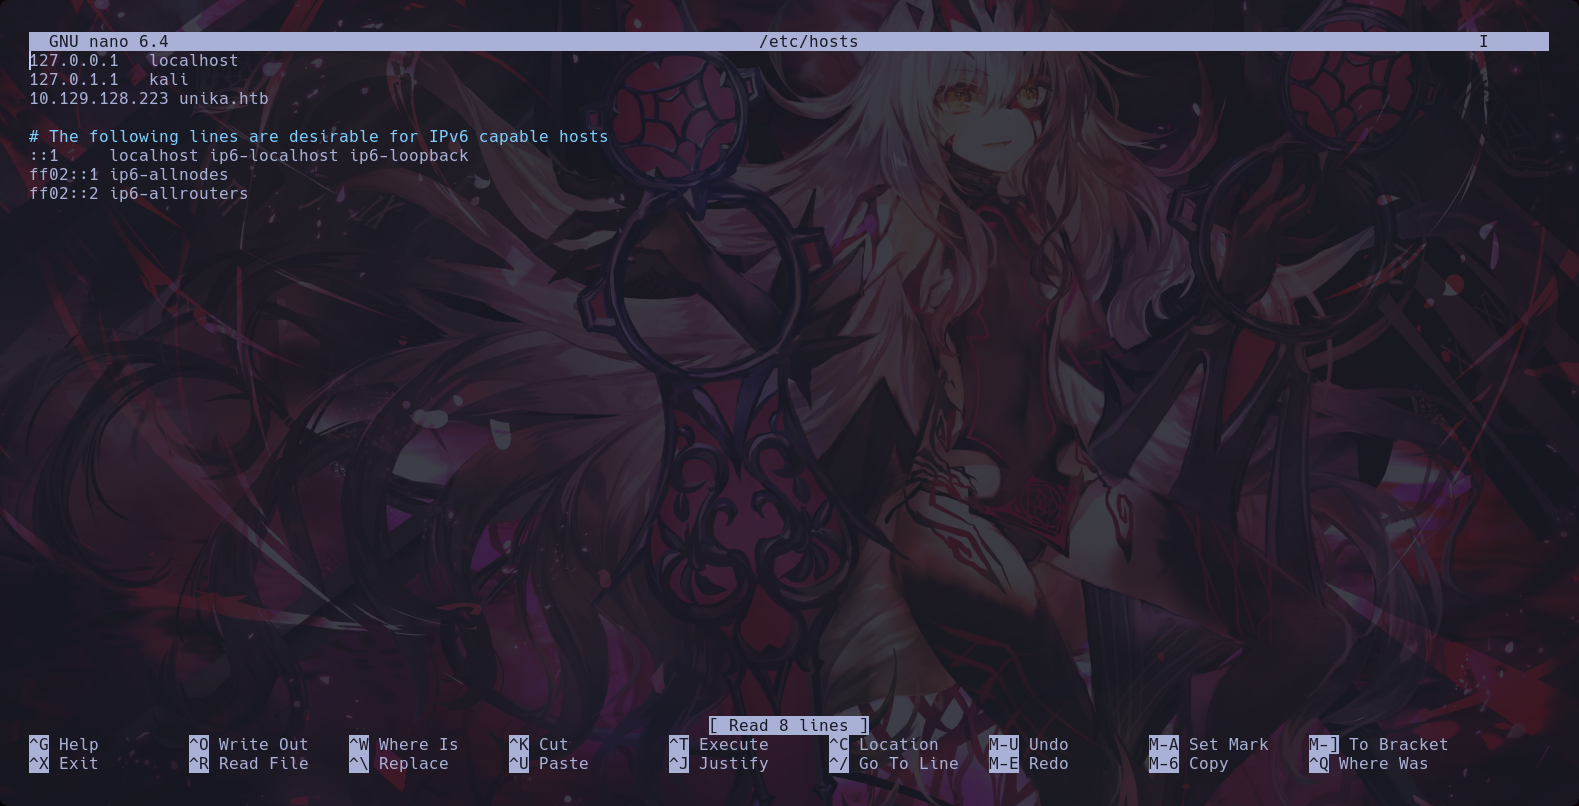 GNU nano 6.4 /etc/hosts I
127.0.0.1 localhost
127.0.1.1 kali
10.129.128.223 unika.htb
# The following lines are desirable for IPv6 capable hosts
::1 localhost ip6-localhost ip6-loopback
ff02::1 ip6-allnodes
ff02::2 ip6-allrouters
[ Read 8 lines ]
^G Help ^O Write Out ^W Where Is ^K Cut ^T Execute ^C Location M-U Undo M-A Set Mark M-] To Bracket
^X Exit ^R Read File ^\ Replace ^U Paste ^J Justify ^/ Go To Line M-E Redo M-6 Copy ^Q Where Was